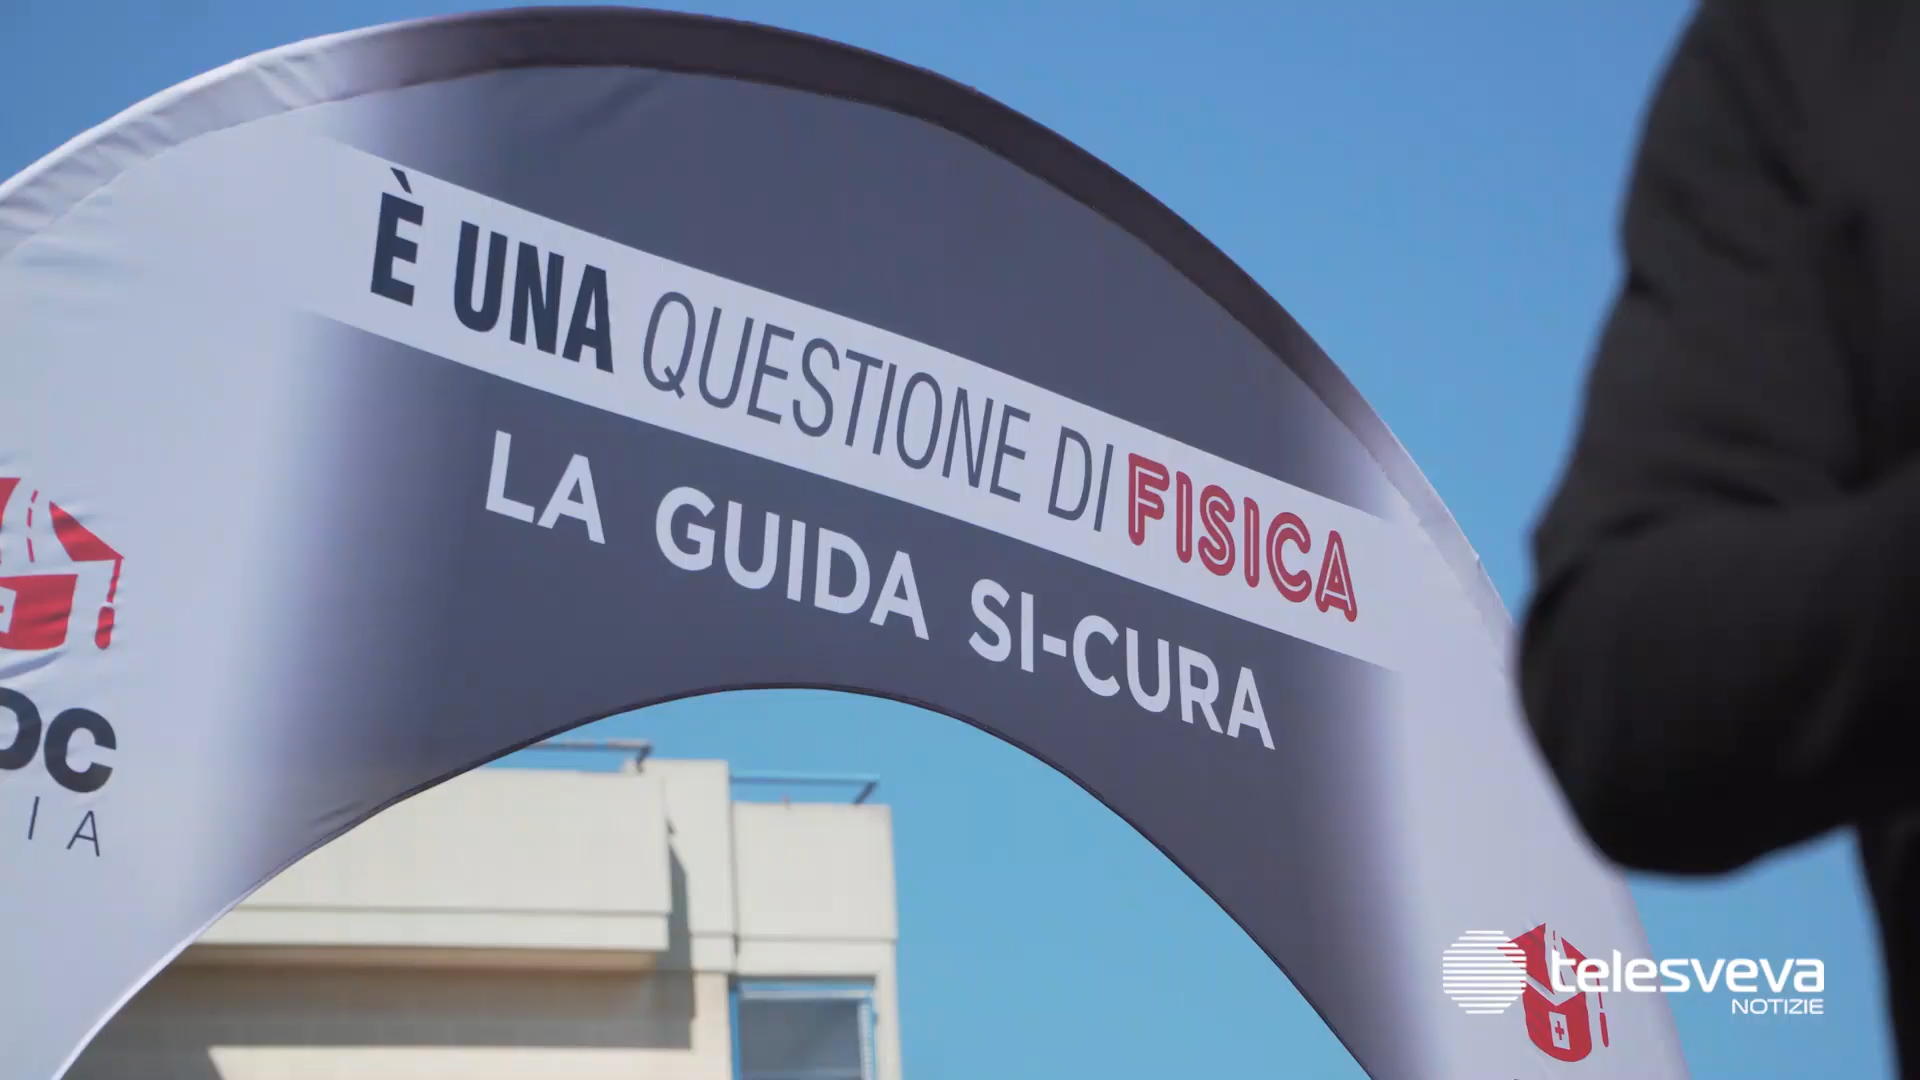 È UNA QUESTIONE DI FISICA
LA GUIDA SI-CURA
telesveva
NOTIZIE